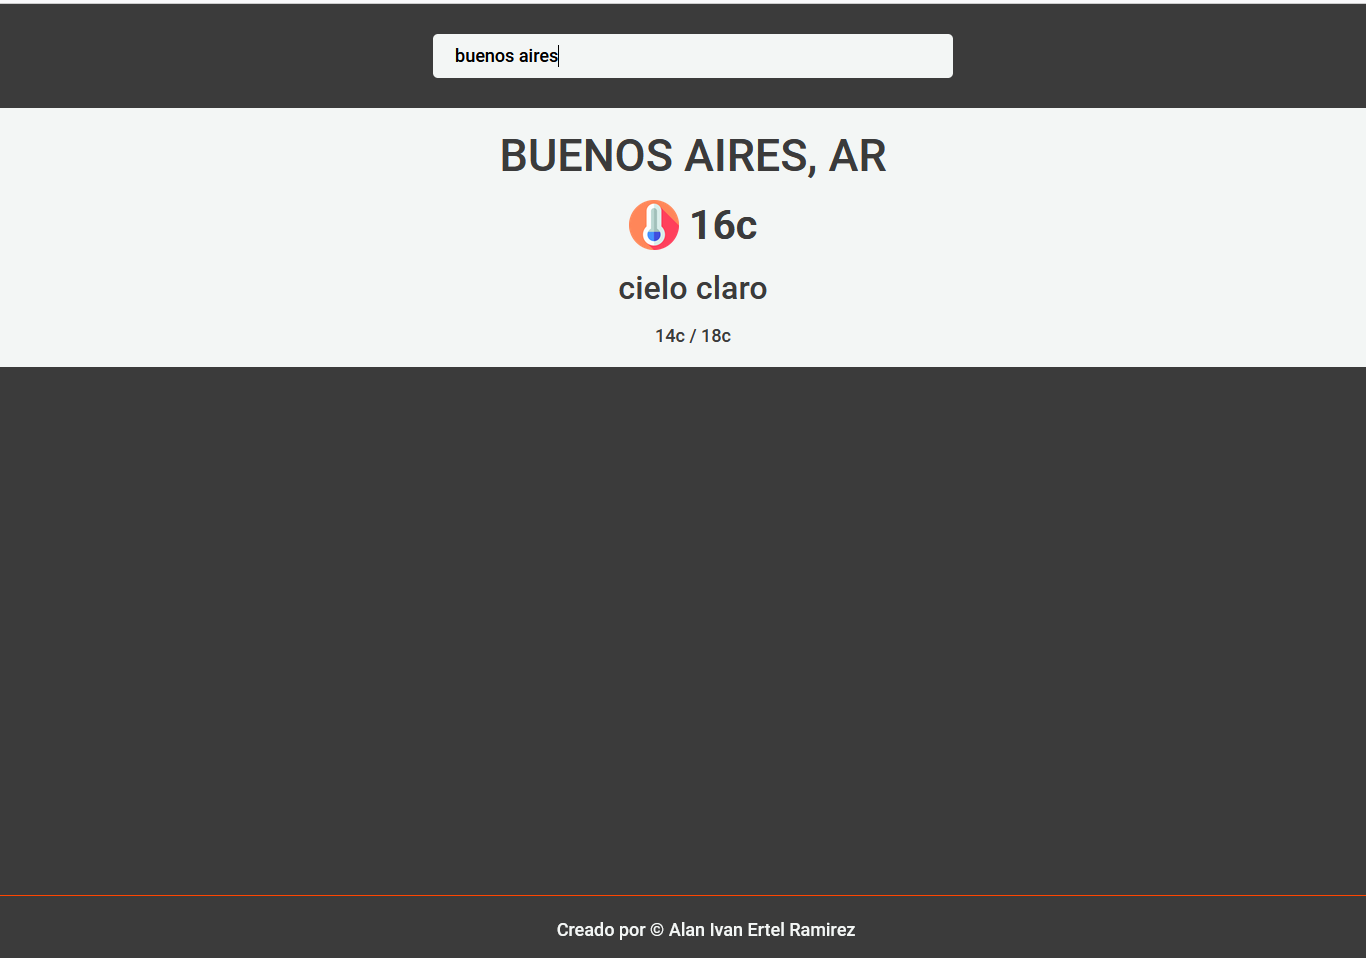 buenos aires
BUENOS AIRES, AR
16c
cielo claro
14c / 18c
Creado por © Alan Ivan Ertel Ramirez